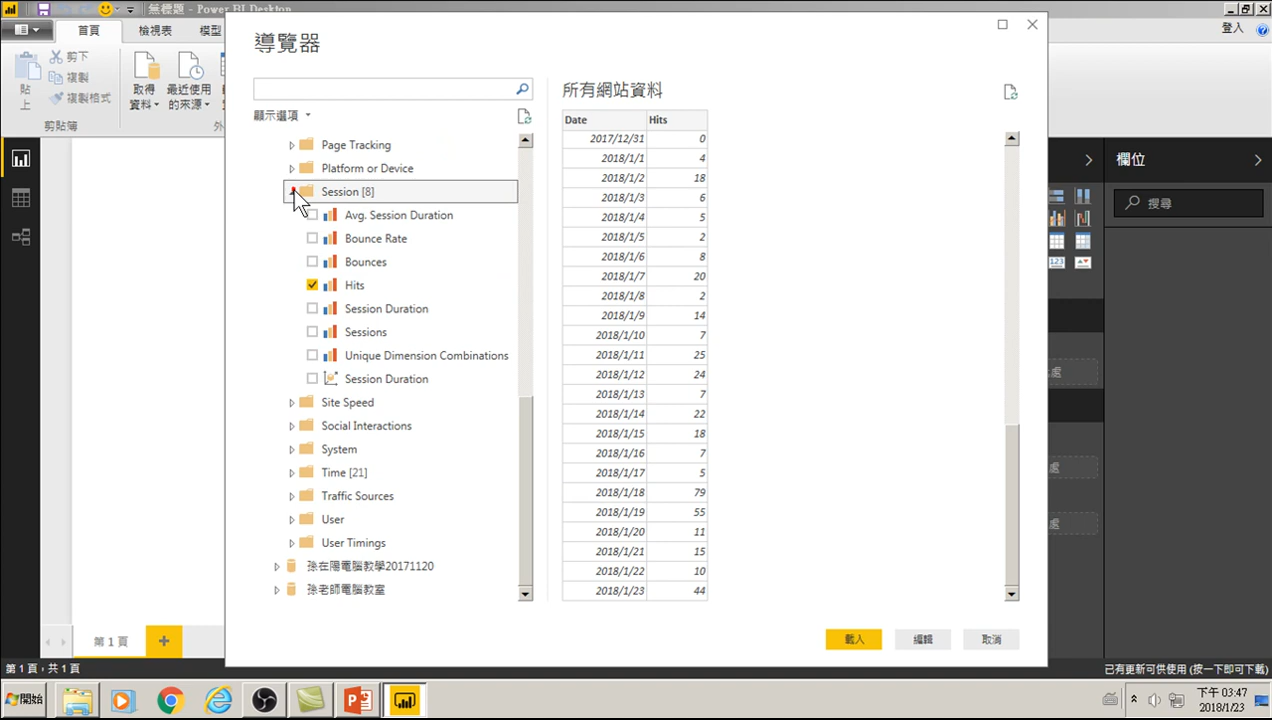 無標題 - Power BI Desktop
登入
首頁
檢視表
模型
剪下
複製
複製格式
貼上
剪貼簿
取得資料
最近使用的來源
外
導覽器
顯示選項
Page Tracking
Platform or Device
Session [8]
Avg. Session Duration
Bounce Rate
Bounces
Hits
Session Duration
Sessions
Unique Dimension Combinations
Session Duration
Site Speed
Social Interactions
System
Time [21]
Traffic Sources
User
User Timings
孫在陽電腦教學20171120
孫老師電腦教室
所有網站資料
Date Hits
2017/12/31 0
2018/1/1 4
2018/1/2 18
2018/1/3 6
2018/1/4 5
2018/1/5 2
2018/1/6 8
2018/1/7 20
2018/1/8 2
2018/1/9 14
2018/1/10 7
2018/1/11 25
2018/1/12 24
2018/1/13 7
2018/1/14 22
2018/1/15 18
2018/1/16 7
2018/1/17 5
2018/1/18 79
2018/1/19 55
2018/1/20 11
2018/1/21 15
2018/1/22 10
2018/1/23 44
載入
編輯
取消
欄位
搜尋
123
處
處
處
第 1 頁
第 1 頁，共 1 頁
已有更新可供使用 (按一下即可下載)
開始
下午 03:47
2018/1/23